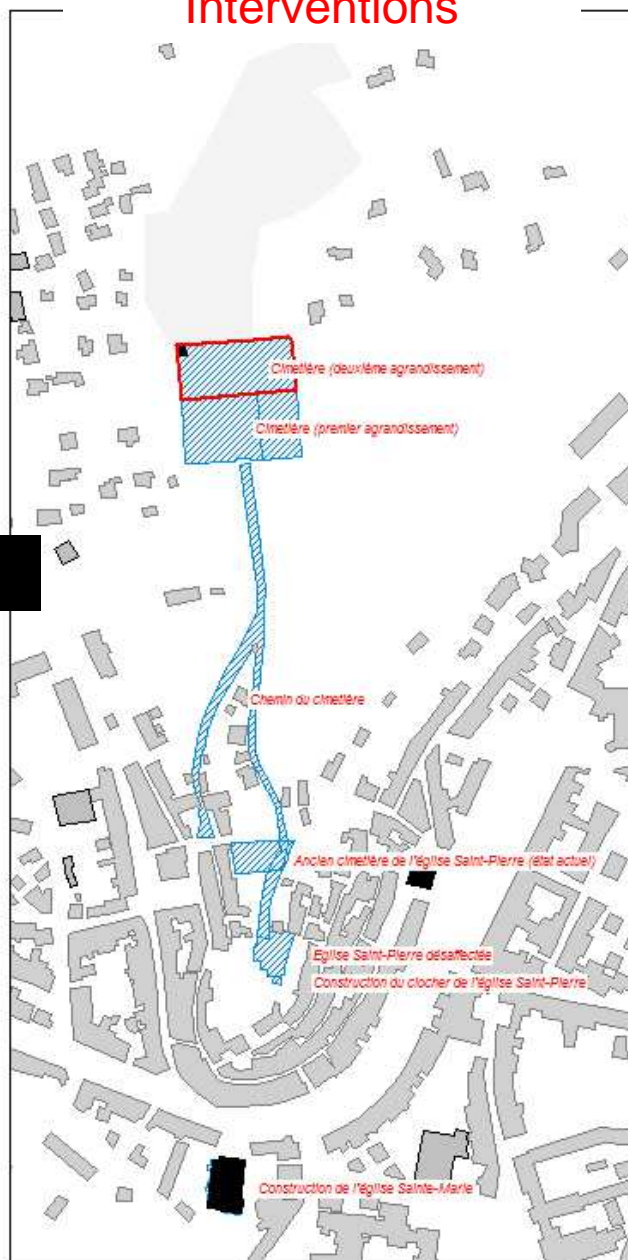 Interventions
Cimetière (deuxième agrandissement)
Cimetière (premier agrandissement)
Chemin du cimetière
Ancien cimetière de l'église Saint-Pierre (état actuel)
Eglise Saint-Pierre désaffectée
Construction du clocher de l'église Saint-Pierre
Construction de l'église Sainte-Marie